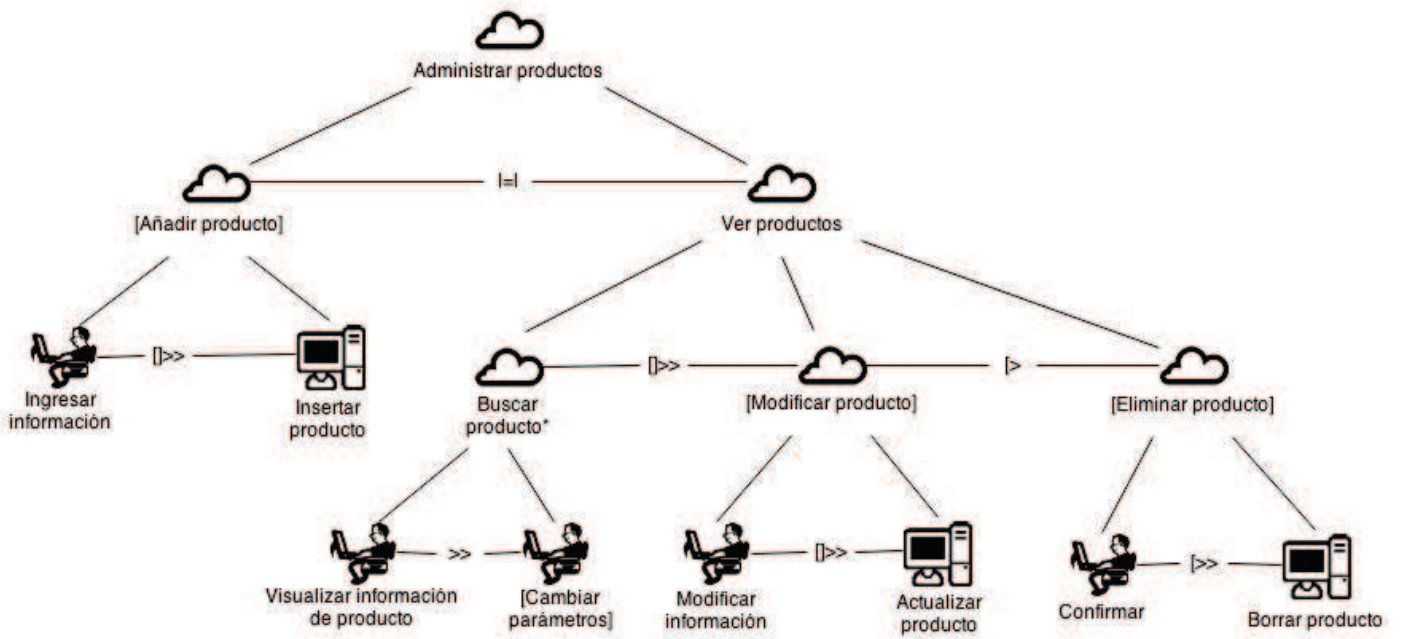 Administrar productos
|=|
[Añadir producto]
Ver productos
[]>>
Ingresar
información
Insertar
producto
[]>>
[>
Buscar
producto*
[Modificar producto]
[Eliminar producto]
>>
[]>>
[>>
Visualizar información
de producto
[Cambiar
parámetros]
Modificar
información
Actualizar
producto
Confirmar
Borrar producto